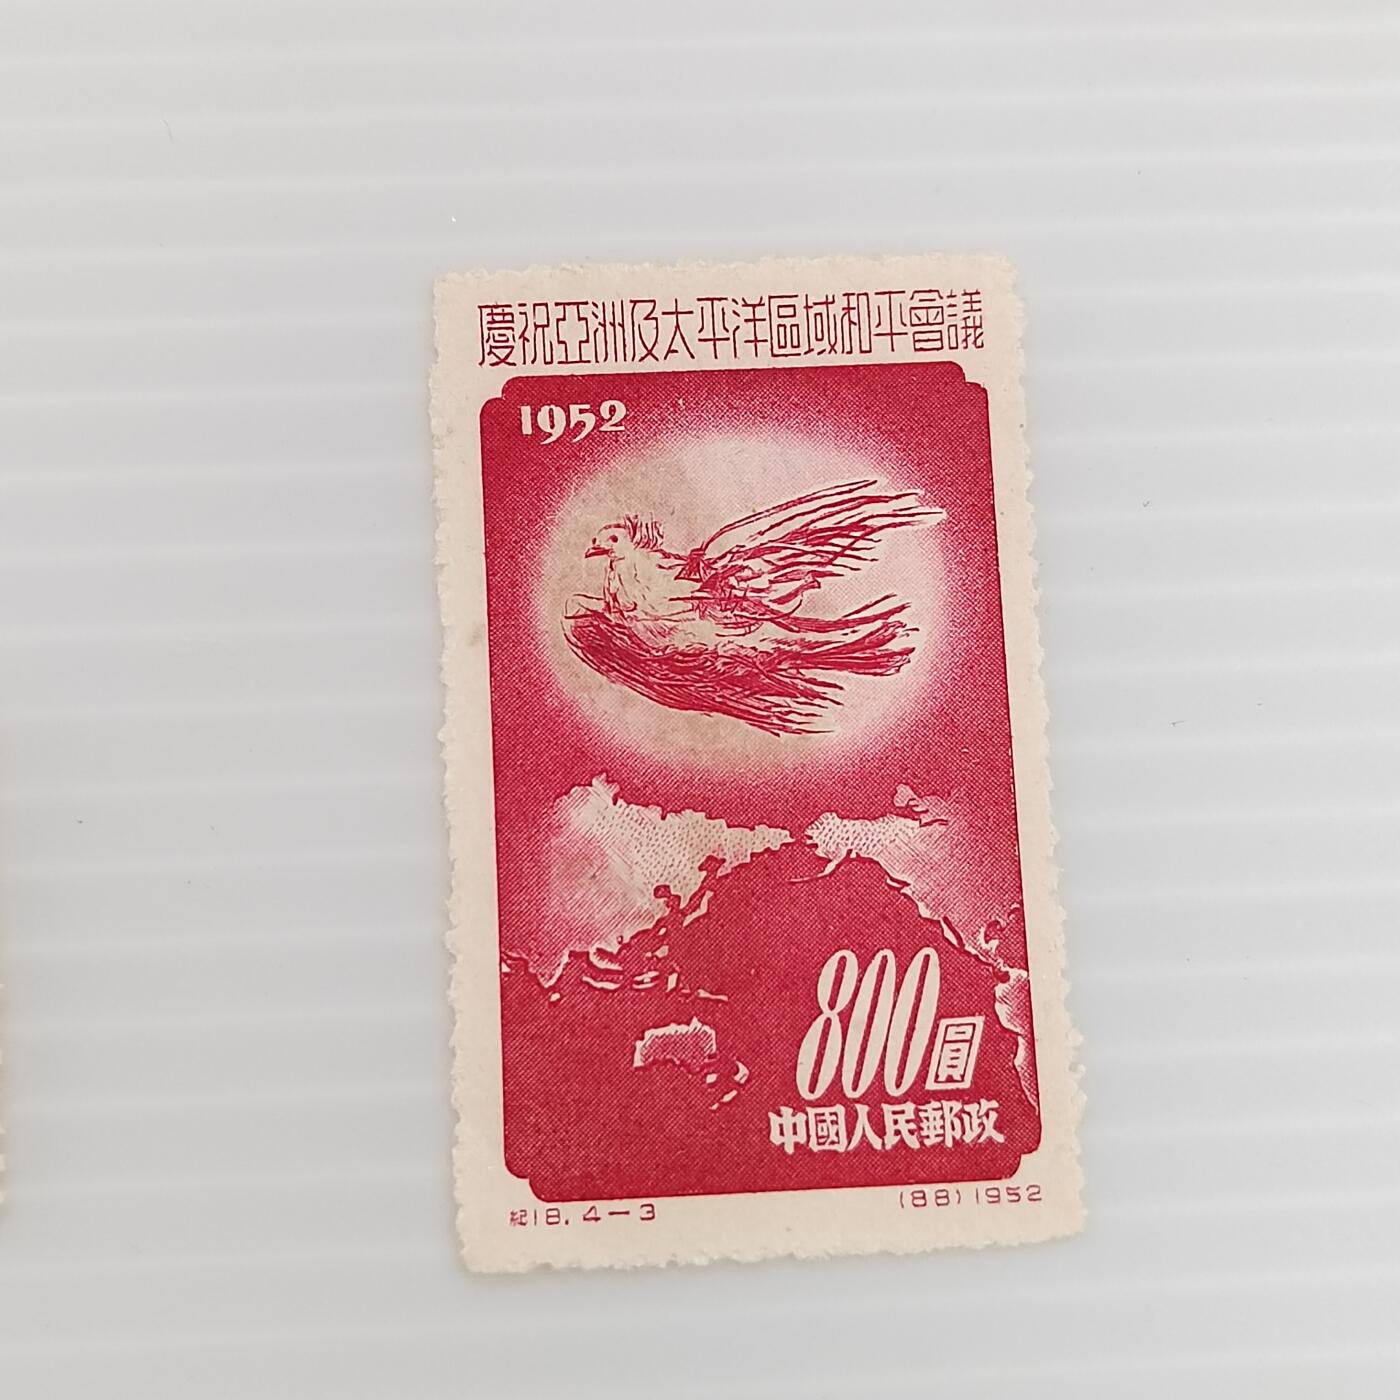 慶祝亞洲及太平洋區域和平會議
1952
800圓
中國人民郵政
紀18.4-3
(88)1952